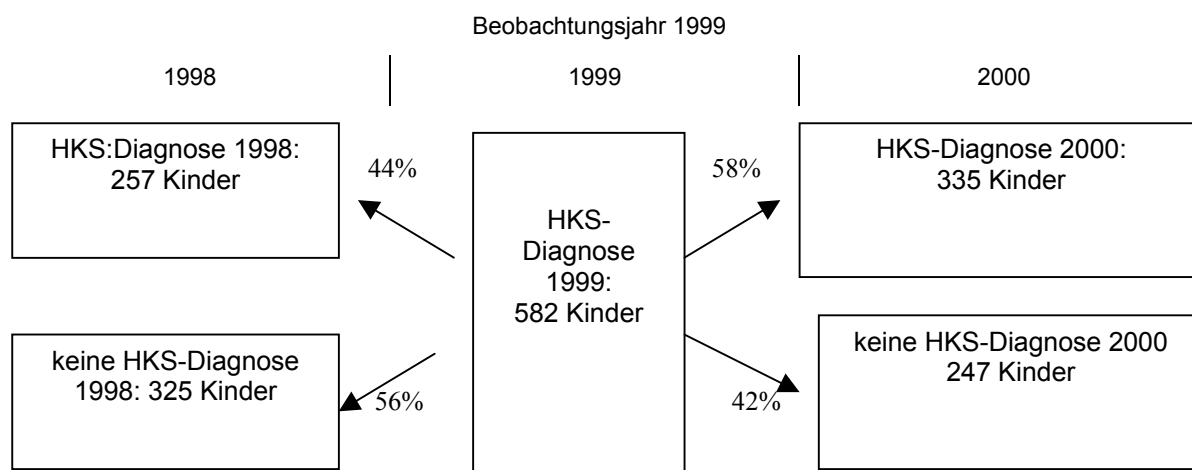 Beobachtungsjahr 1999
1998
1999
2000
HKS:Diagnose 1998:
257 Kinder
44%
HKS-
Diagnose
1999:
582 Kinder
58%
HKS-Diagnose 2000:
335 Kinder
keine HKS-Diagnose
1998: 325 Kinder
56%
42%
keine HKS-Diagnose 2000
247 Kinder